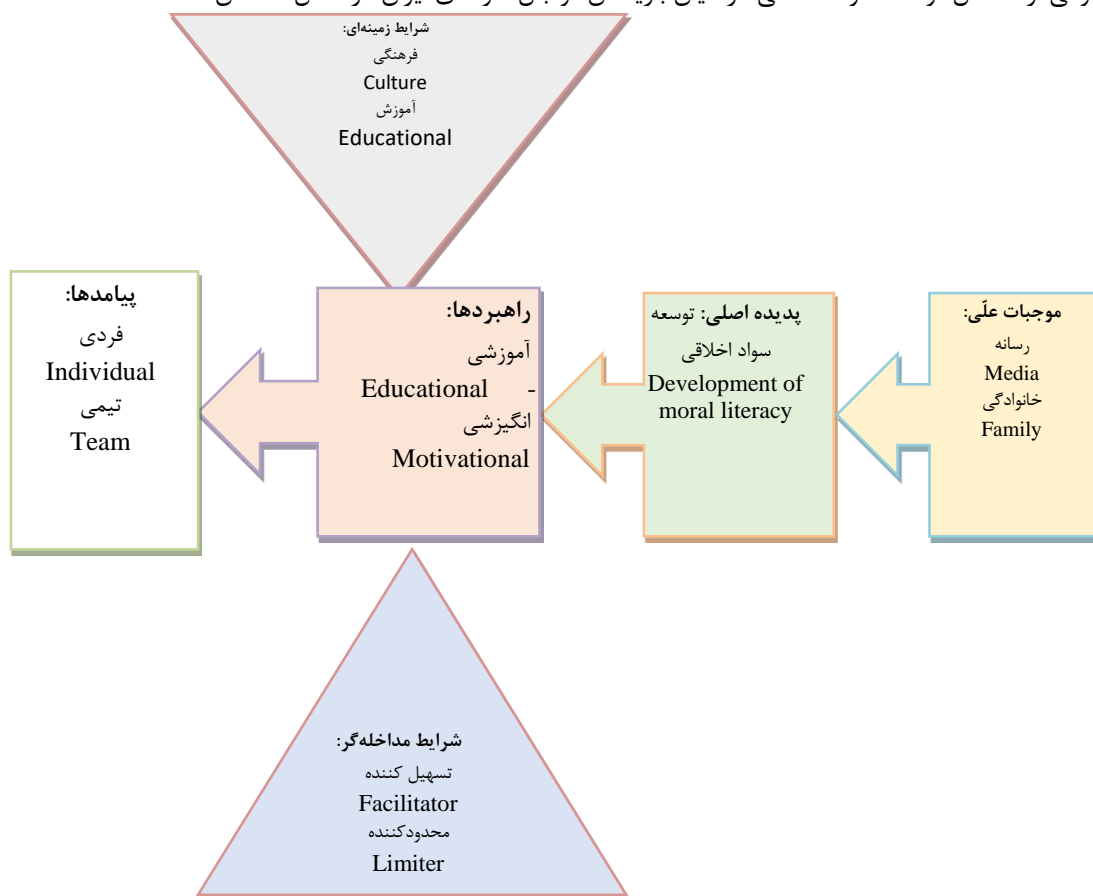 شرایط زمینه‌ای:
فرهنگی
Culture
آموزش
Educational
موجبات علّی:
رسانه
Media
خانوادگی
Family
پدیده اصلی: توسعه
سواد اخلاقی
Development of
moral literacy
راهبردها:
آموزشی
Educational -
انگیزشی
Motivational
پیامدها:
فردی
Individual
تیمی
Team
شرایط مداخله‌گر:
تسهیل کننده
Facilitator
محدودکننده
Limiter